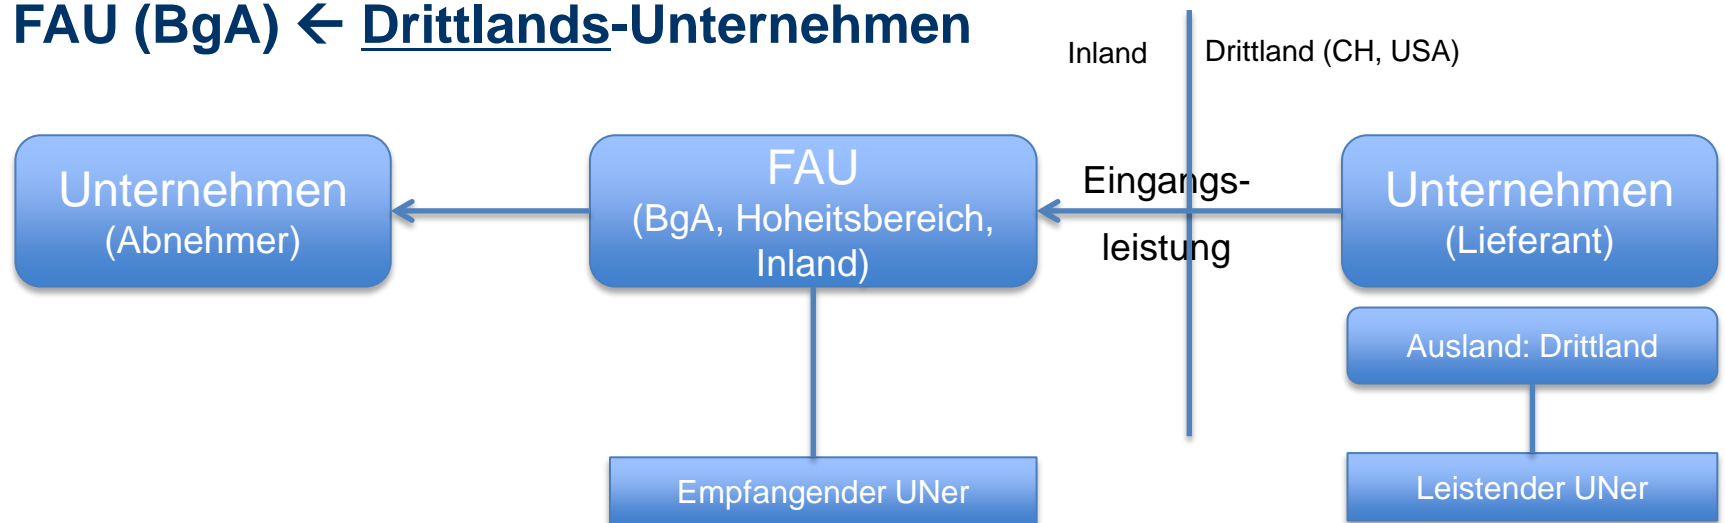 FAU (BgA) ← Drittlands-Unternehmen
Inland
Drittland (CH, USA)
Unternehmen
(Abnehmer)
FAU
(BgA, Hoheitsbereich,
Inland)
Eingangs-
leistung
Unternehmen
(Lieferant)
Ausland: Drittland
Empfangender UNer
Leistender UNer